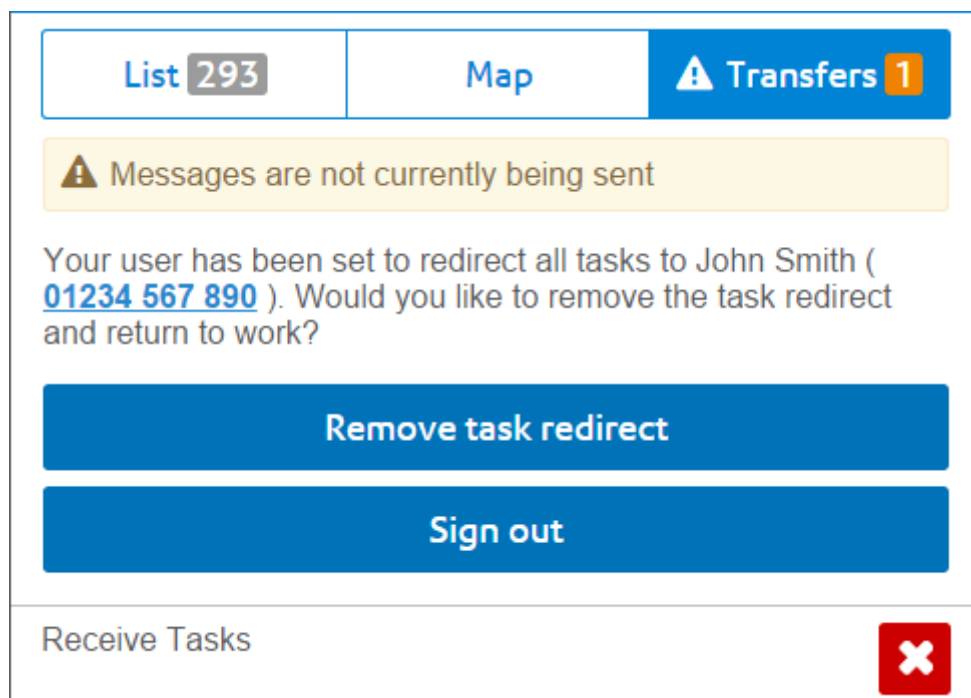 List 293
Map
Transfers 1
Messages are not currently being sent
Your user has been set to redirect all tasks to John Smith (
01234 567 890 ). Would you like to remove the task redirect
and return to work?
Remove task redirect
Sign out
Receive Tasks